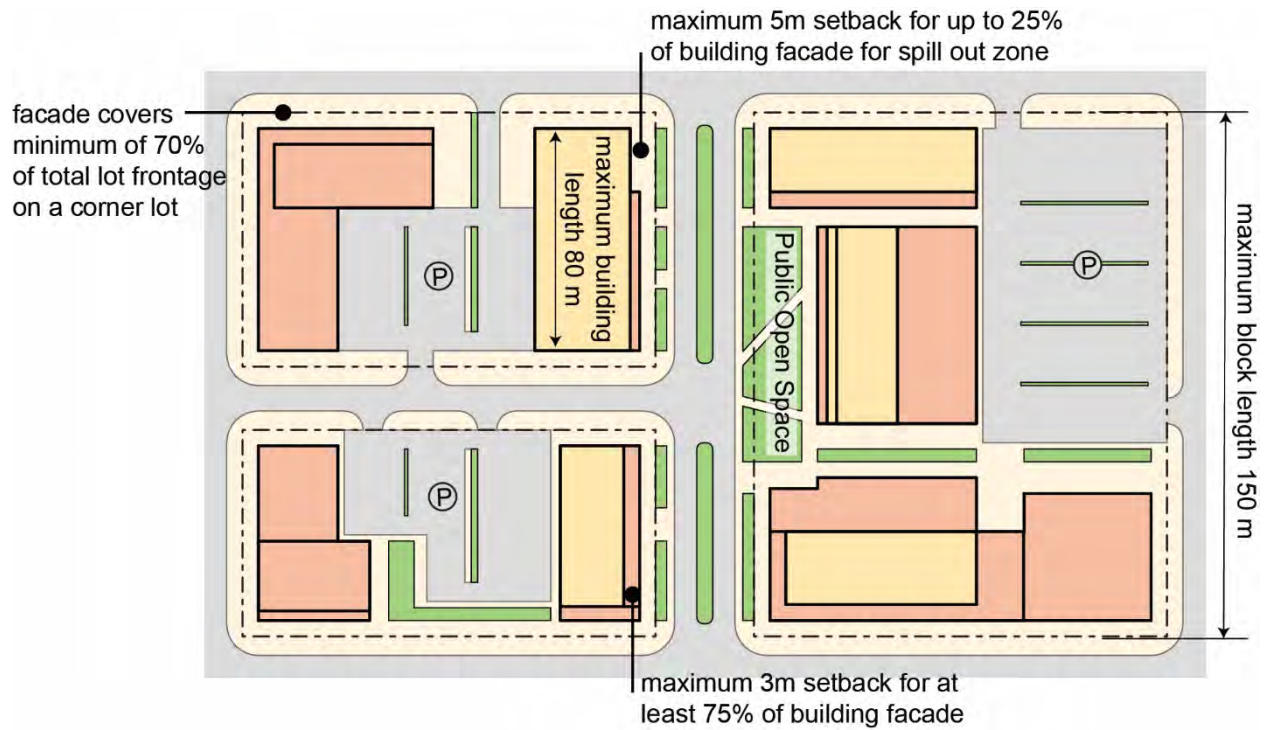 maximum 5m setback for up to 25%
of building facade for spill out zone
facade covers
minimum of 70%
of total lot frontage
on a corner lot
maximum building
length 80 m
P
Public Open Space
P
maximum block length 150 m
P
maximum 3m setback for at
least 75% of building facade